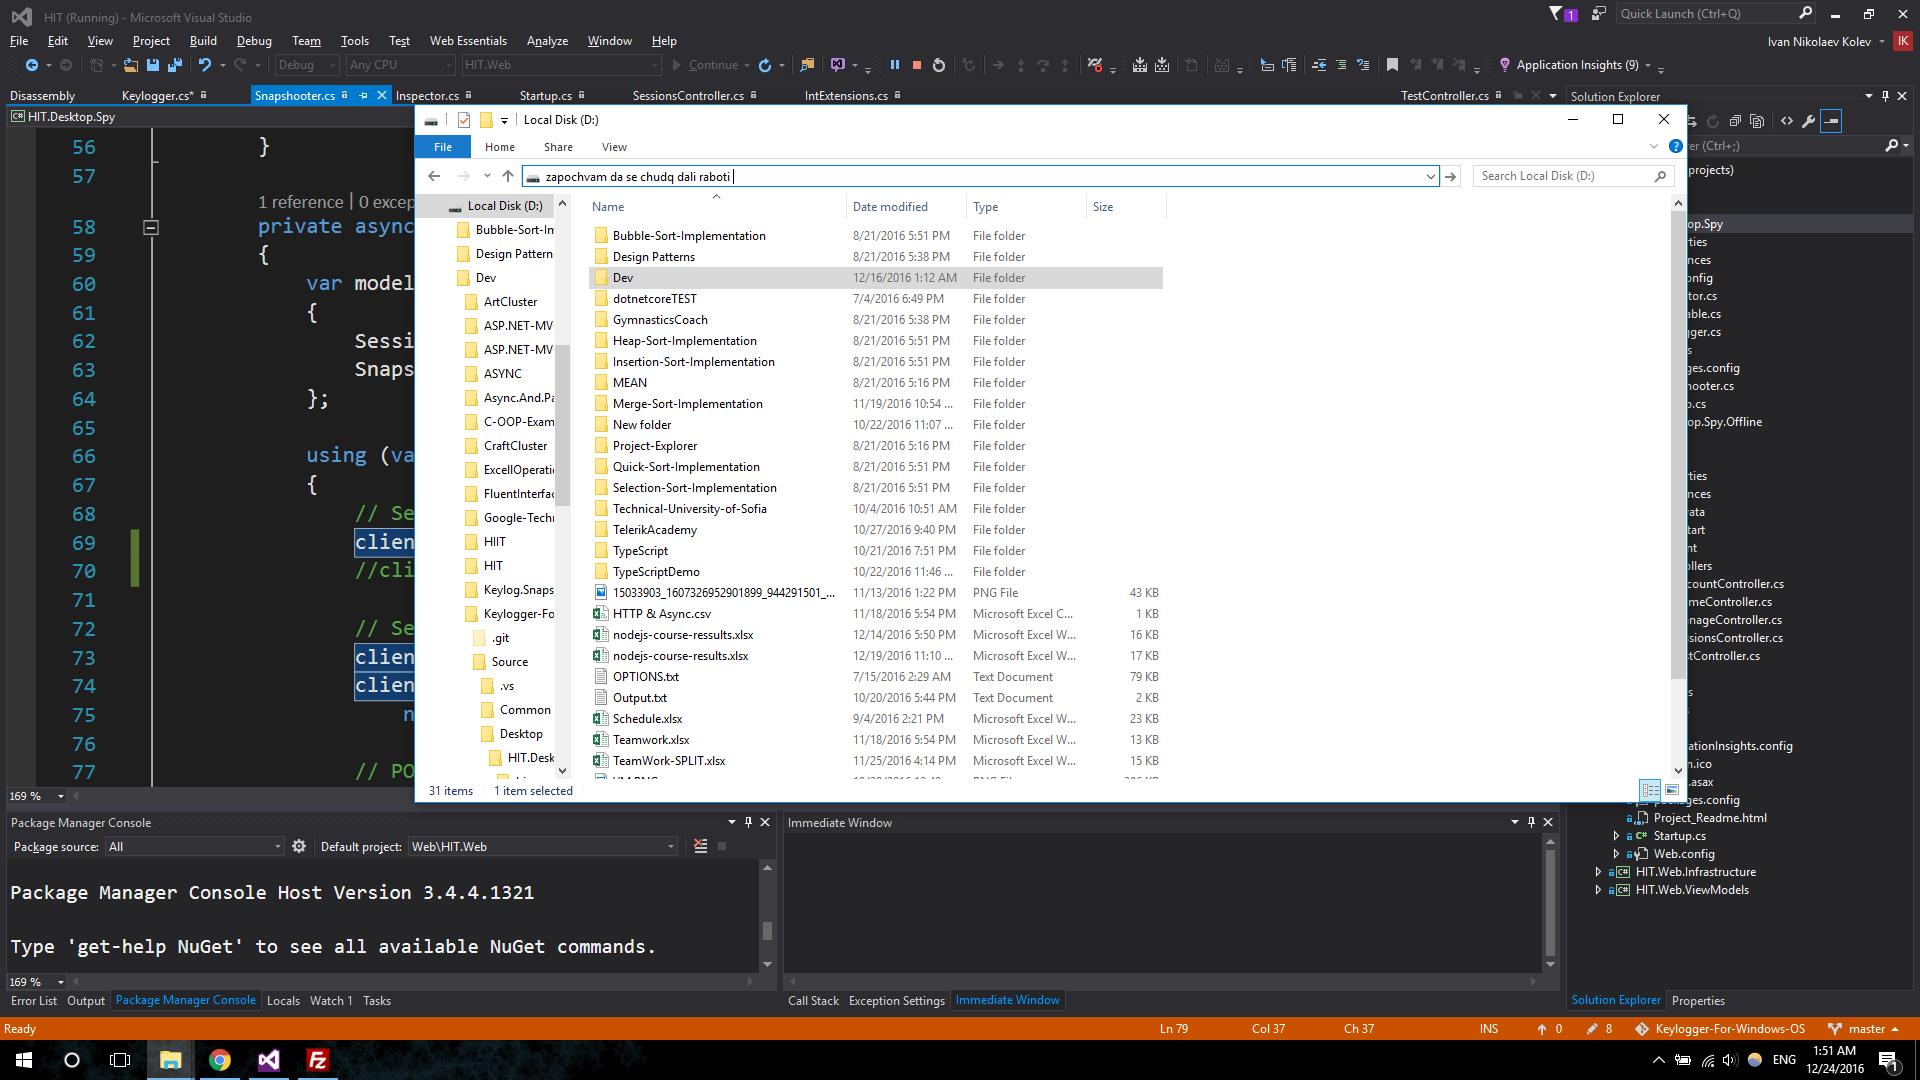 HIT (Running) - Microsoft Visual Studio
1
Quick Launch (Ctrl+Q)
File Edit View Project Build Debug Team Tools Test Web Essentials Analyze Window Help
Ivan Nikolaev Kolev IK
Debug Any CPU HIT.Web Continue Application Insights (9)
Disassembly Keylogger.cs* Snapshooter.cs Inspector.cs Startup.cs SessionsController.cs IntExtensions.cs TestController.cs
Solution Explorer
HIT.Desktop.Spy
56 }
57
1 reference | 0 excep
58 private async
59 {
60 var model
61 {
62 Sessi
63 Snaps
64 };
65
66 using (va
67 {
68 // Se
69 clien
70 //cli
71
72 // Se
73 clien
74 clien
75 n
76
77 // PO
169 %
Local Disk (D:)
File Home Share View
zapochvam da se chudq dali raboti
Search Local Disk (D:)
Local Disk (D:)
Bubble-Sort-In
Design Pattern
Dev
ArtCluster
ASP.NET-MV
ASP.NET-MV
ASYNC
Async.And.Pa
C-OOP-Exam
CraftCluster
ExcellOperatio
FluentInterfac
Google-Techn
HIIT
HIT
Keylog.Snaps
Keylogger-Fo
.git
Source
.vs
Common
Desktop
HIT.Desk
Name Date modified Type Size
Bubble-Sort-Implementation 8/21/2016 5:51 PM File folder
Design Patterns 8/21/2016 5:38 PM File folder
Dev 12/16/2016 1:12 AM File folder
dotnetcoreTEST 7/4/2016 6:49 PM File folder
GymnasticsCoach 8/21/2016 5:38 PM File folder
Heap-Sort-Implementation 8/21/2016 5:51 PM File folder
Insertion-Sort-Implementation 8/21/2016 5:51 PM File folder
MEAN 8/21/2016 5:16 PM File folder
Merge-Sort-Implementation 11/19/2016 10:54 ... File folder
New folder 10/22/2016 11:07 ... File folder
Project-Explorer 8/21/2016 5:16 PM File folder
Quick-Sort-Implementation 8/21/2016 5:51 PM File folder
Selection-Sort-Implementation 8/21/2016 5:51 PM File folder
Technical-University-of-Sofia 10/4/2016 10:51 AM File folder
TelerikAcademy 10/27/2016 9:40 PM File folder
TypeScript 10/21/2016 7:51 PM File folder
TypeScriptDemo 10/22/2016 11:46 ... File folder
15033903_1607326952901899_944291501_... 11/13/2016 1:22 PM PNG File 43 KB
HTTP & Async.csv 11/18/2016 5:54 PM Microsoft Excel C... 1 KB
nodejs-course-ressults.xlsx 12/14/2016 5:50 PM Microsoft Excel W... 16 KB
nodejs-course-results.xlsx 12/19/2016 11:10 ... Microsoft Excel W... 17 KB
OPTIONS.txt 7/15/2016 2:29 AM Text Document 79 KB
Output.txt 10/20/2016 5:44 PM Text Document 2 KB
Schedule.xlsx 9/4/2016 2:21 PM Microsoft Excel W... 23 KB
Teamwork.xlsx 11/18/2016 5:54 PM Microsoft Excel W... 13 KB
TeamWork-SPLIT.xlsx 11/25/2016 4:14 PM Microsoft Excel W... 15 KB
31 items 1 item selected
rer (Ctrl+;)
projects)
op.Spy
rties
ences
onfig
tor.cs
able.cs
gger.cs
s
ges.config
hooter.cs
o.cs
op.Spy.Offline
rties
ences
ata
tart
nt
ollers
countController.cs
meController.cs
nageController.cs
sionsController.cs
stController.cs
s
ationInsights.config
n.ico
.asax
packages.config
Project_Readme.html
Startup.cs
Web.config
HIT.Web.Infrastructure
HIT.Web.ViewModels
Package Manager Console
Package source: All Default project: Web\HIT.Web
Package Manager Console Host Version 3.4.4.1321
Type 'get-help NuGet' to see all available NuGet commands.
169 %
Immediate Window
Error List Output Package Manager Console Locals Watch 1 Tasks
Call Stack Exception Settings Immediate Window
Solution Explorer Properties
Ready Ln 79 Col 37 Ch 37 INS 0 8 Keylogger-For-Windows-OS master
ENG
1:51 AM
12/24/2016
1